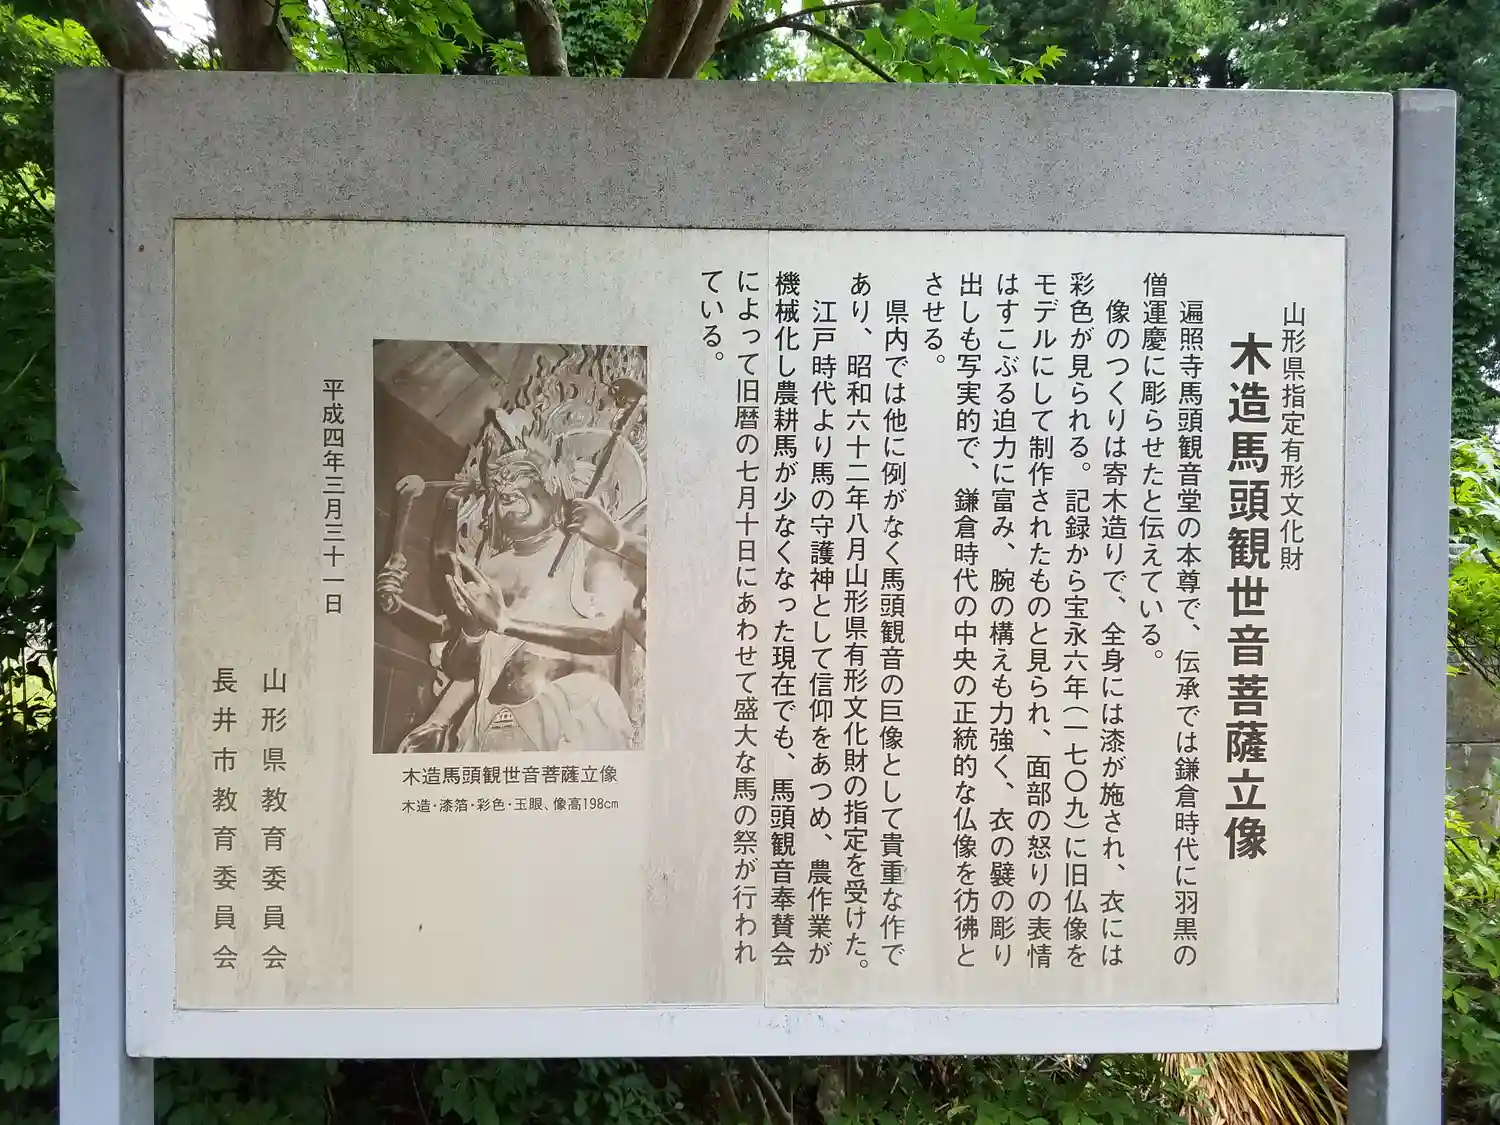 山形県指定有形文化財
木造馬頭観世音菩薩立像
遍照寺馬頭観音堂の本尊で、伝承では鎌倉時代に羽黒の
僧運慶に彫らせたと伝えている。
像のつくりは寄木造りで、全身には漆が施され、衣には
彩色が見られる。記録から宝永六年(一七〇九)に旧仏像を
モデルにして制作されたものと見られ、面部の怒りの表情
はすこぶる迫力に富み、腕の構えも力強く、衣の襞の彫り
出しも写実的で、鎌倉時代の中央の正統的な仏像を彷彿と
させる。
県内では他に例がなく馬頭観音の巨像として貴重な作で
あり、昭和六十二年八月山形県有形文化財の指定を受けた。
江戸時代より馬の守護神として信仰をあつめ、農作業が
機械化し農耕馬が少なくなった現在でも、馬頭観音奉賛会
によって旧暦の七月十日にあわせて盛大な馬の祭が行われ
ている。
木造馬頭観世音菩薩立像
木造・漆箔・彩色・玉眼、像高198cm
平成四年三月三十一日
山形県教育委員会
長井市教育委員会